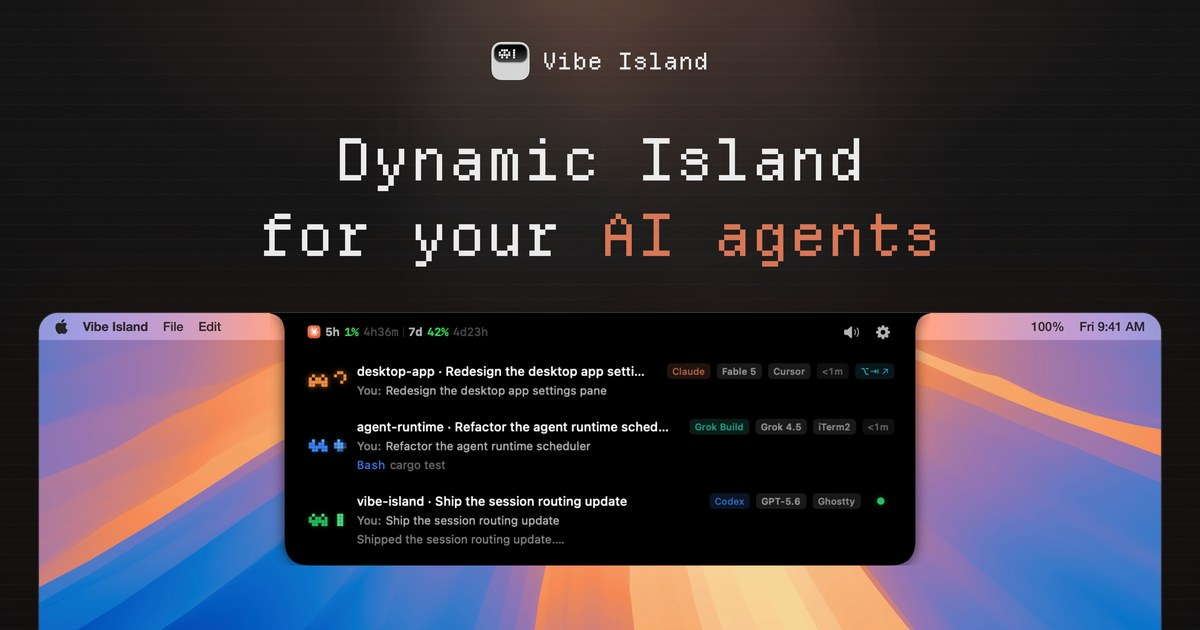 Vibe Island
Dynamic Island
for your AI agents
Vibe Island File Edit
5h 1% 4h36m | 7d 42% 4d23h
100% Fri 9:41 AM
desktop-app · Redesign the desktop app setti... Claude Fable 5 Cursor <1m ⌥⇥ ↗
You: Redesign the desktop app settings pane
agent-runtime · Refactor the agent runtime sched... Grok Build Grok 4.5 iTerm2 <1m
You: Refactor the agent runtime scheduler
Bash cargo test
vibe-island · Ship the session routing update Codex GPT-5.6 Ghostty
You: Ship the session routing update
Shipped the session routing update....